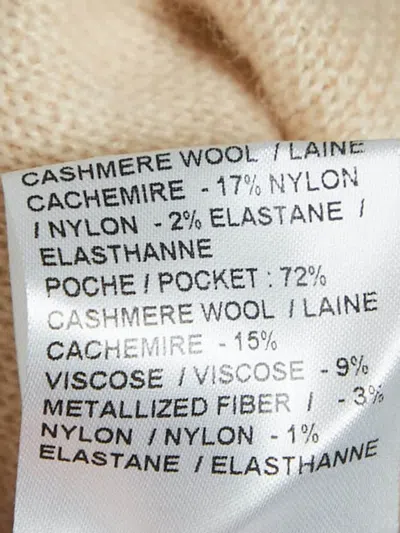 CASHMERE WOOL / LAINE
CACHEMIRE - 17% NYLON
/ NYLON - 2% ELASTANE /
ELASTHANNE
POCHE / POCKET : 72%
CASHMERE WOOL / LAINE
CACHEMIRE - 15%
VISCOSE / VISCOSE - 9%
METALLIZED FIBER / - 3%
NYLON / NYLON - 1%
ELASTANE / ELASTHANNE